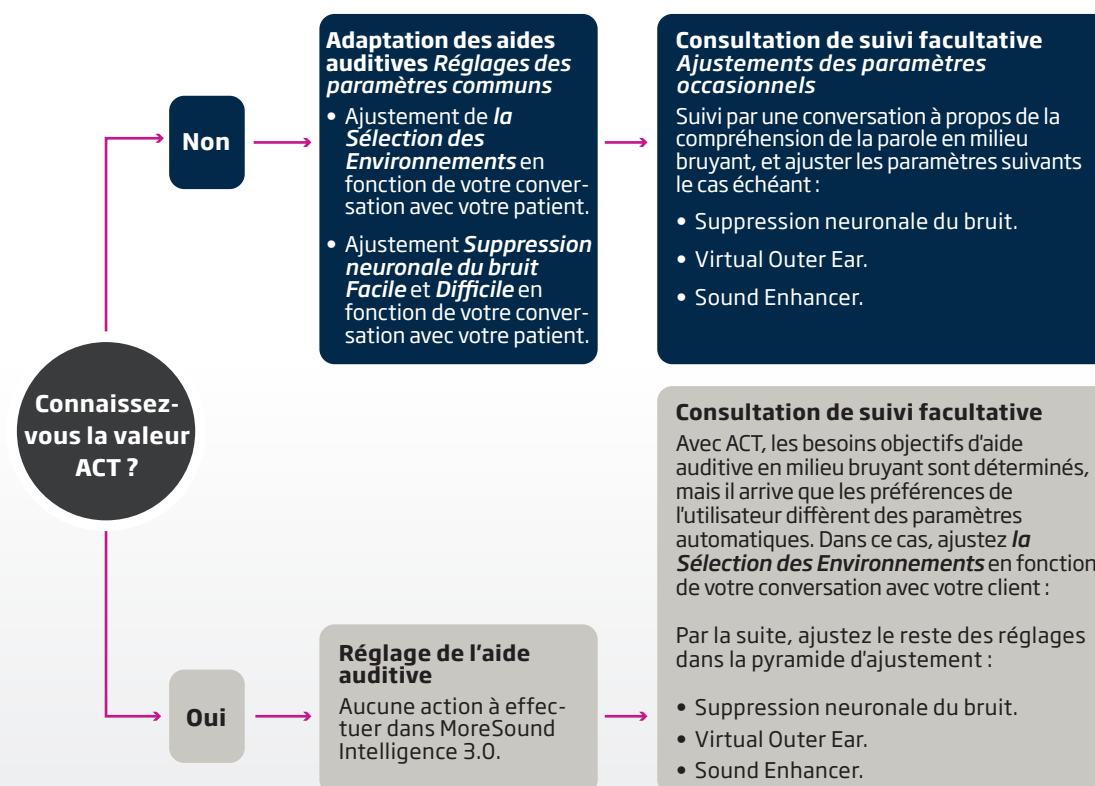 Connaissez-
vous la valeur
ACT ?
Non
Adaptation des aides
auditives Réglages des
paramètres communs
• Ajustement de la
Sélection des
Environnements en
fonction de votre conver-
sation avec votre patient.
• Ajustement Suppression
neuronale du bruit
Facile et Difficile en
fonction de votre conver-
sation avec votre patient.
Consultation de suivi facultative
Ajustements des paramètres
occasionnels
Suivi par une conversation à propos de la
compréhension de la parole en milieu
bruyant, et ajuster les paramètres suivants
le cas échéant :
• Suppression neuronale du bruit.
• Virtual Outer Ear.
• Sound Enhancer.
Oui
Réglage de l'aide
auditive
Aucune action à effec-
tuer dans MoreSound
Intelligence 3.0.
Consultation de suivi facultative
Avec ACT, les besoins objectifs d'aide
auditive en milieu bruyant sont déterminés,
mais il arrive que les préférences de
l'utilisateur diffèrent des paramètres
automatiques. Dans ce cas, ajustez la
Sélection des Environnements en fonction
de votre conversation avec votre client :
Par la suite, ajustez le reste des réglages
dans la pyramide d'ajustement :
• Suppression neuronale du bruit.
• Virtual Outer Ear.
• Sound Enhancer.